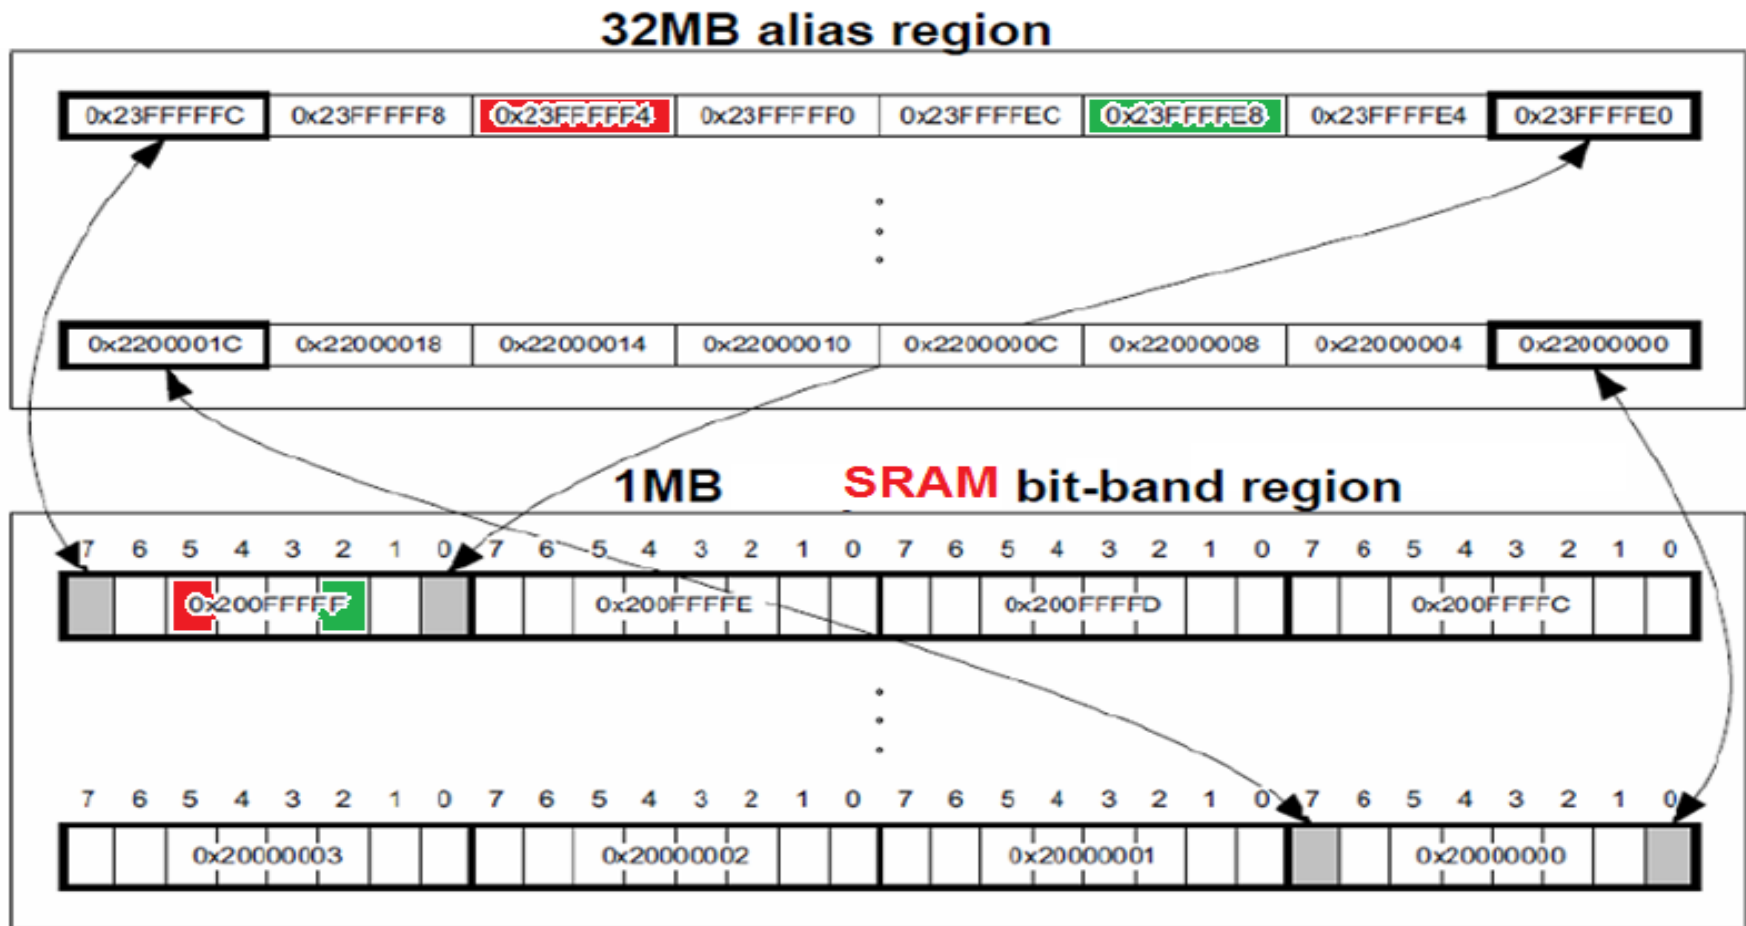 32MB alias region
0x23FFFFFC 0x23FFFFF8 0x23FFFFF4 0x23FFFFF0 0x23FFFFEC 0x23FFFFE8 0x23FFFFE4 0x23FFFFE0
0x2200001C 0x22000018 0x22000014 0x22000010 0x2200000C 0x22000008 0x22000004 0x22000000
1MB SRAM bit-band region
7 6 5 4 3 2 1 0 7 6 5 4 3 2 1 0 7 6 5 4 3 2 1 0 7 6 5 4 3 2 1 0
0x200FFFFF 0x200FFFFE 0x200FFFFD 0x200FFFFC
7 6 5 4 3 2 1 0 7 6 5 4 3 2 1 0 7 6 5 4 3 2 1 0 7 6 5 4 3 2 1 0
0x20000003 0x20000002 0x20000001 0x20000000